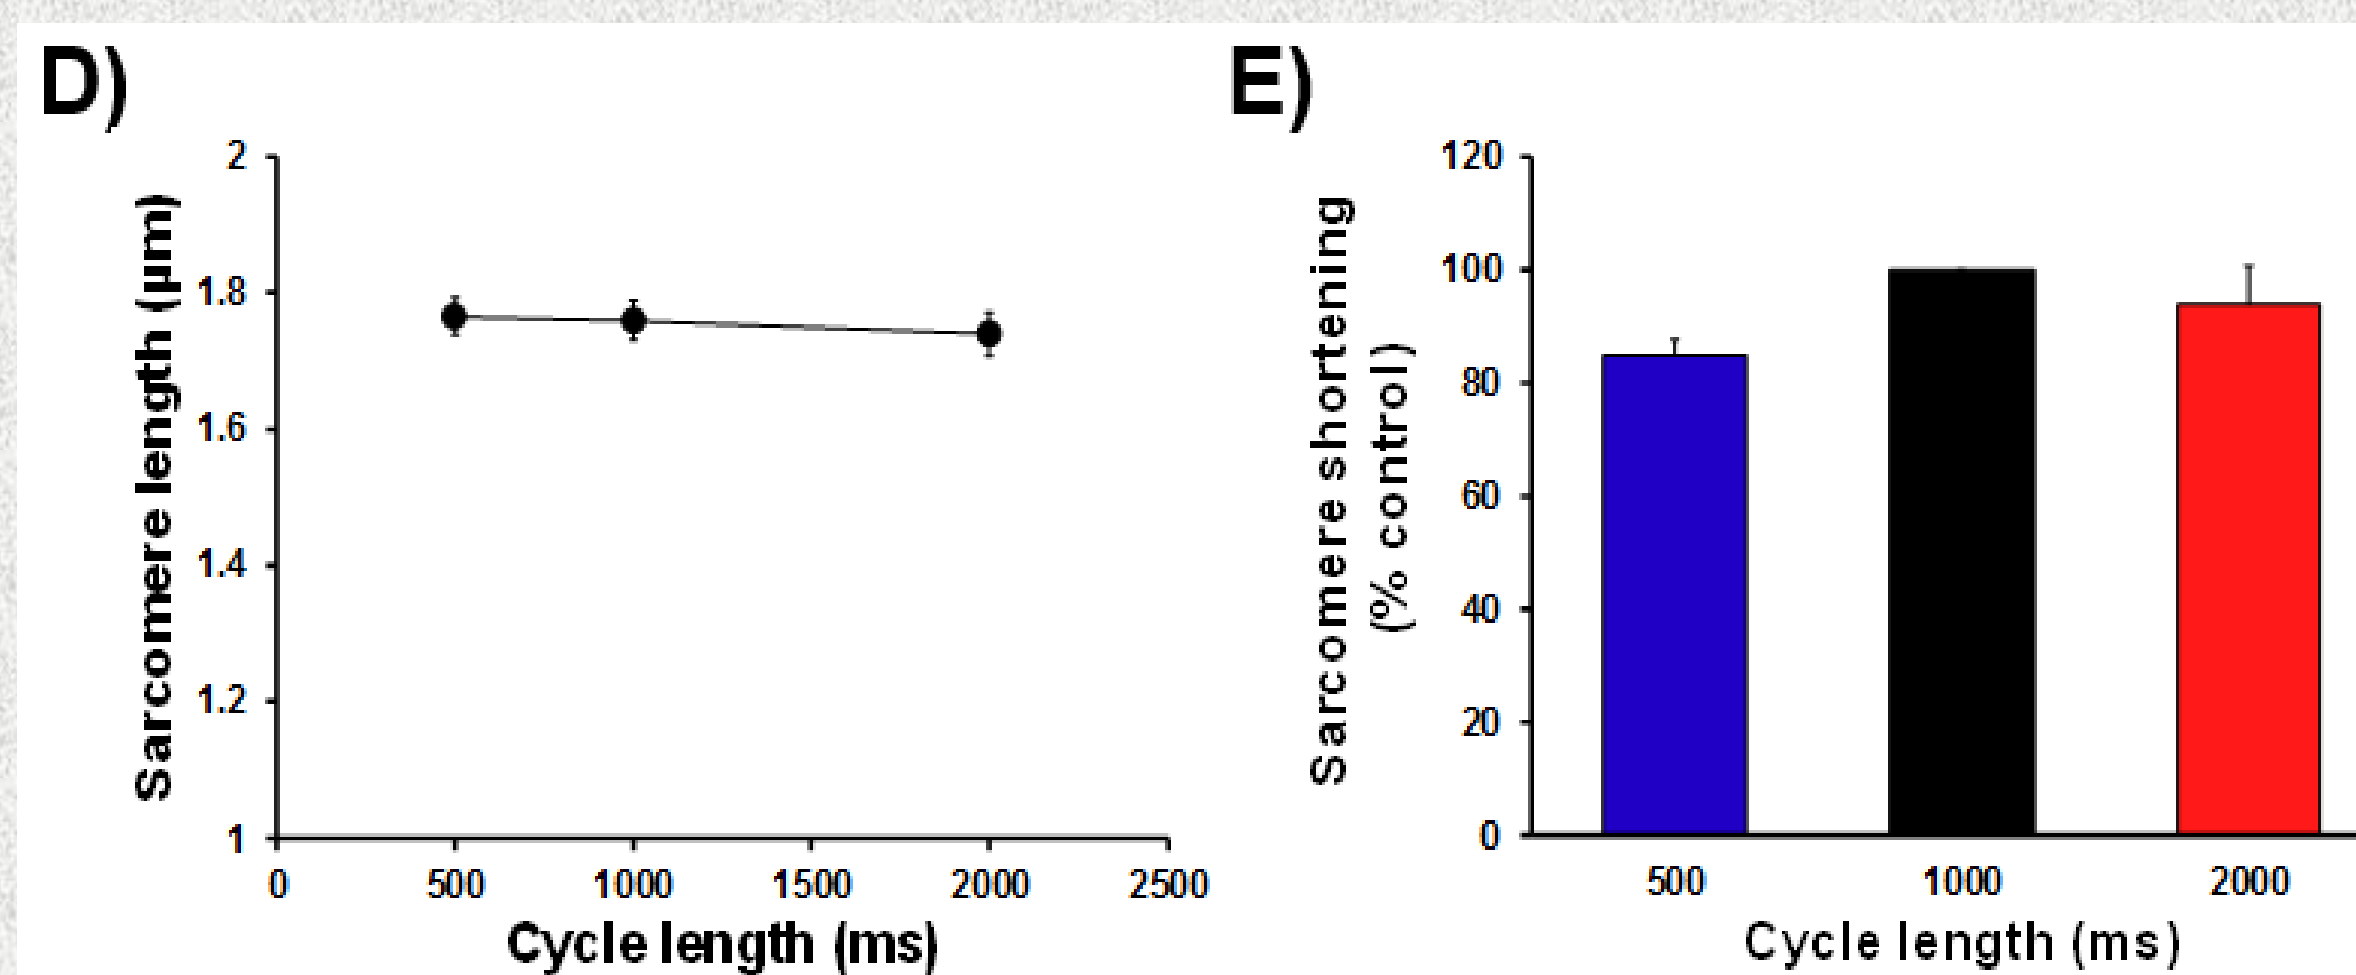 D)
2
1.8
1.6
1.4
1.2
1
Sarcomere length (µm)
0 500 1000 1500 2000 2500
Cycle length (ms)
E)
120
100
80
60
40
20
0
Sarcomere shortening
(% control)
500 1000 2000
Cycle length (ms)